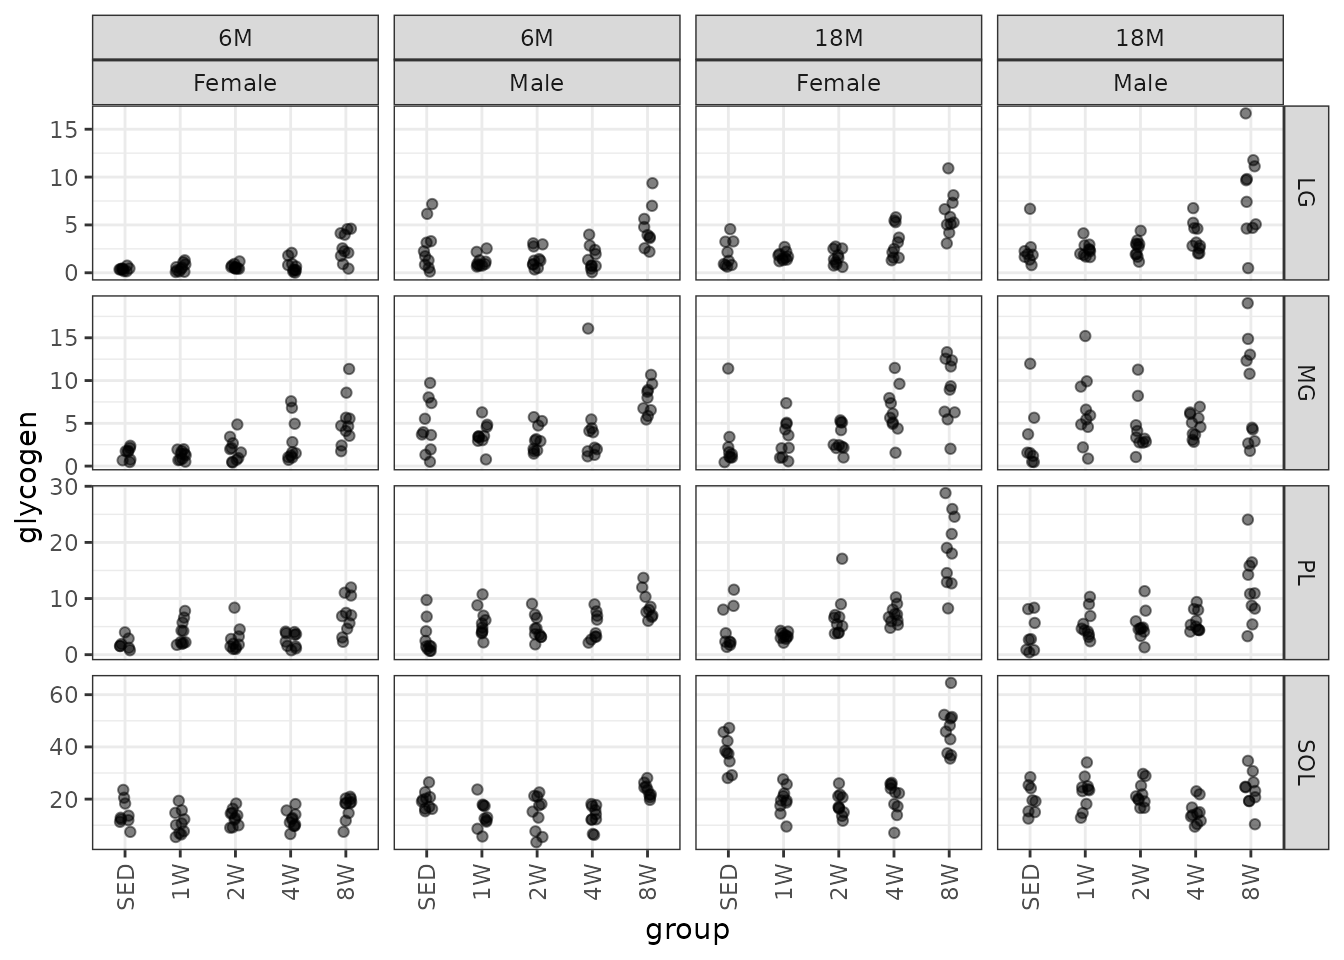 6M 6M 18M 18M
Female Male Female Male
15
10
5
0
LG
15
10
5
0
MG
glycogen
30
20
10
0
PL
60
40
20
SOL
SED 1W 2W 4W 8W SED 1W 2W 4W 8W SED 1W 2W 4W 8W SED 1W 2W 4W 8W
group